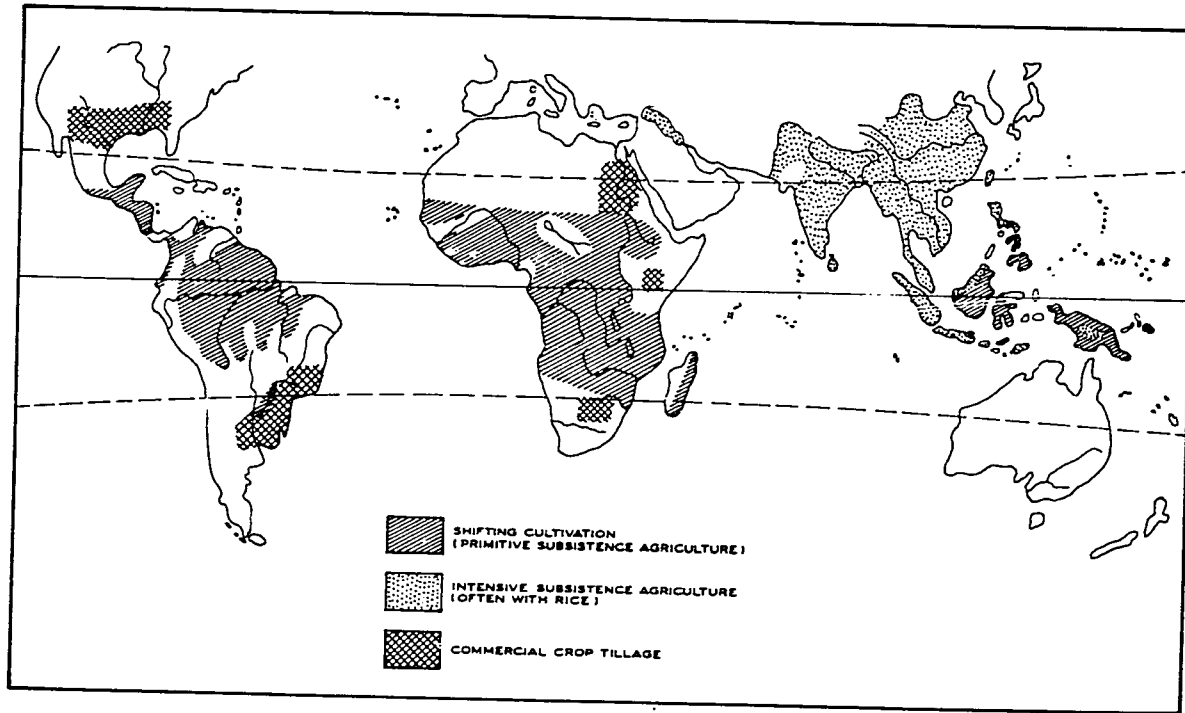 SHIFTING CULTIVATION
(PRIMITIVE SUBSISTENCE AGRICULTURE)
INTENSIVE SUBSISTENCE AGRICULTURE
(OFTEN WITH RICE)
COMMERCIAL CROP TILLAGE